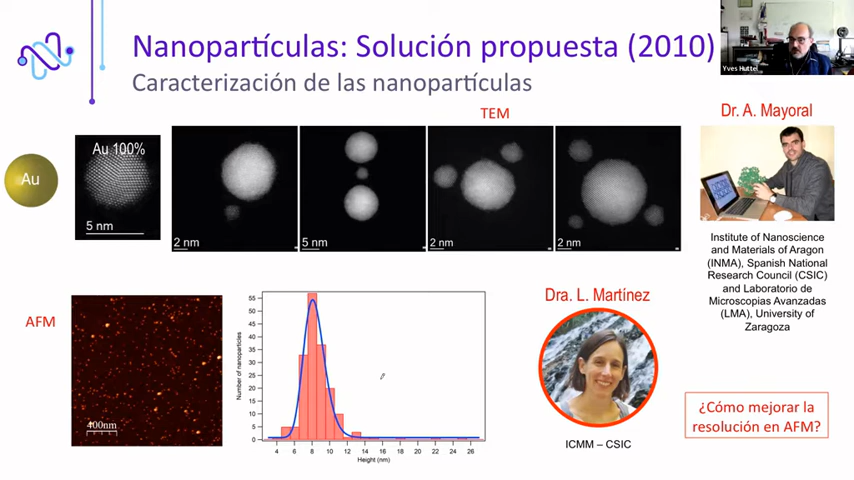 Nanopartículas: Solución propuesta (2010)
Caracterización de las nanopartículas
Yves Huttel
TEM
Dr. A. Mayoral
Au
Au 100%
5 nm
2 nm
5 nm
2 nm
2 nm
Institute of Nanoscience
and Materials of Aragon
(INMA), Spanish National
Research Council (CSIC)
and Laboratorio de
Microscopias Avanzadas
(LMA), University of
Zaragoza
AFM
400nm
Number of nanoparticles
55
50
45
40
35
30
25
20
15
10
5
0
4 6 8 10 12 14 16 18 20 22 24 26
Height (nm)
Dra. L. Martínez
ICMM – CSIC
¿Cómo mejorar la
resolución en AFM?